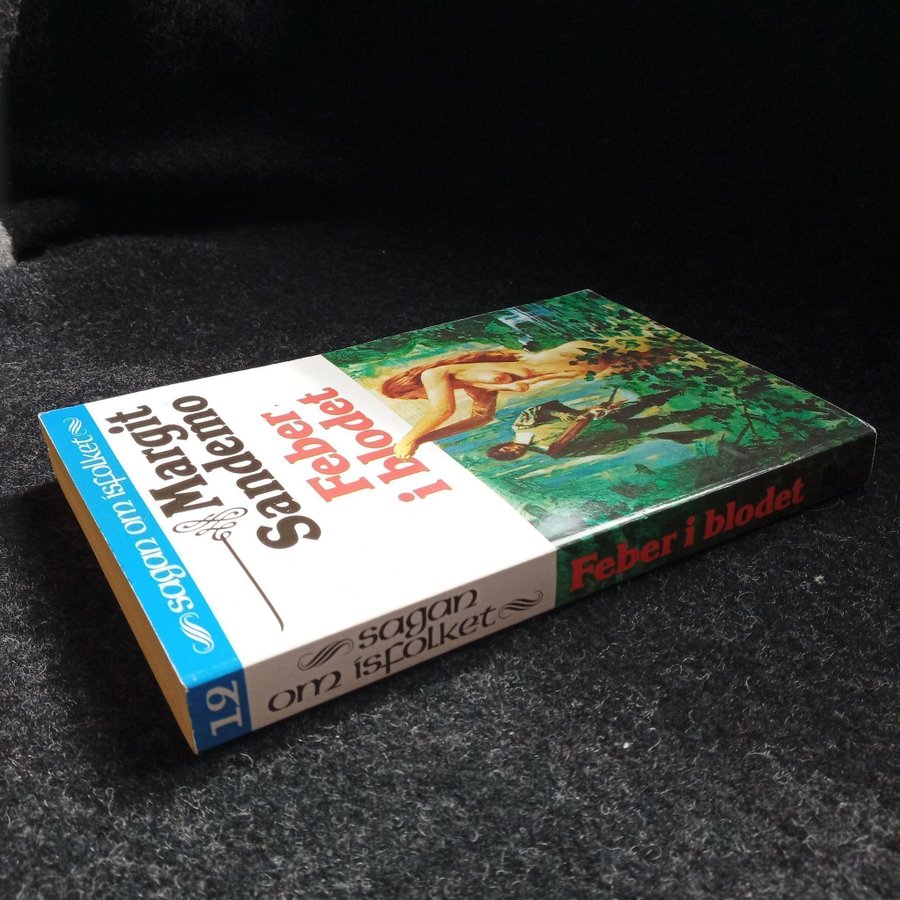 sagan om isfolket
Margit
Sandemo
Feber
i blodet
12
sagan
om isfolket
Feber i blodet